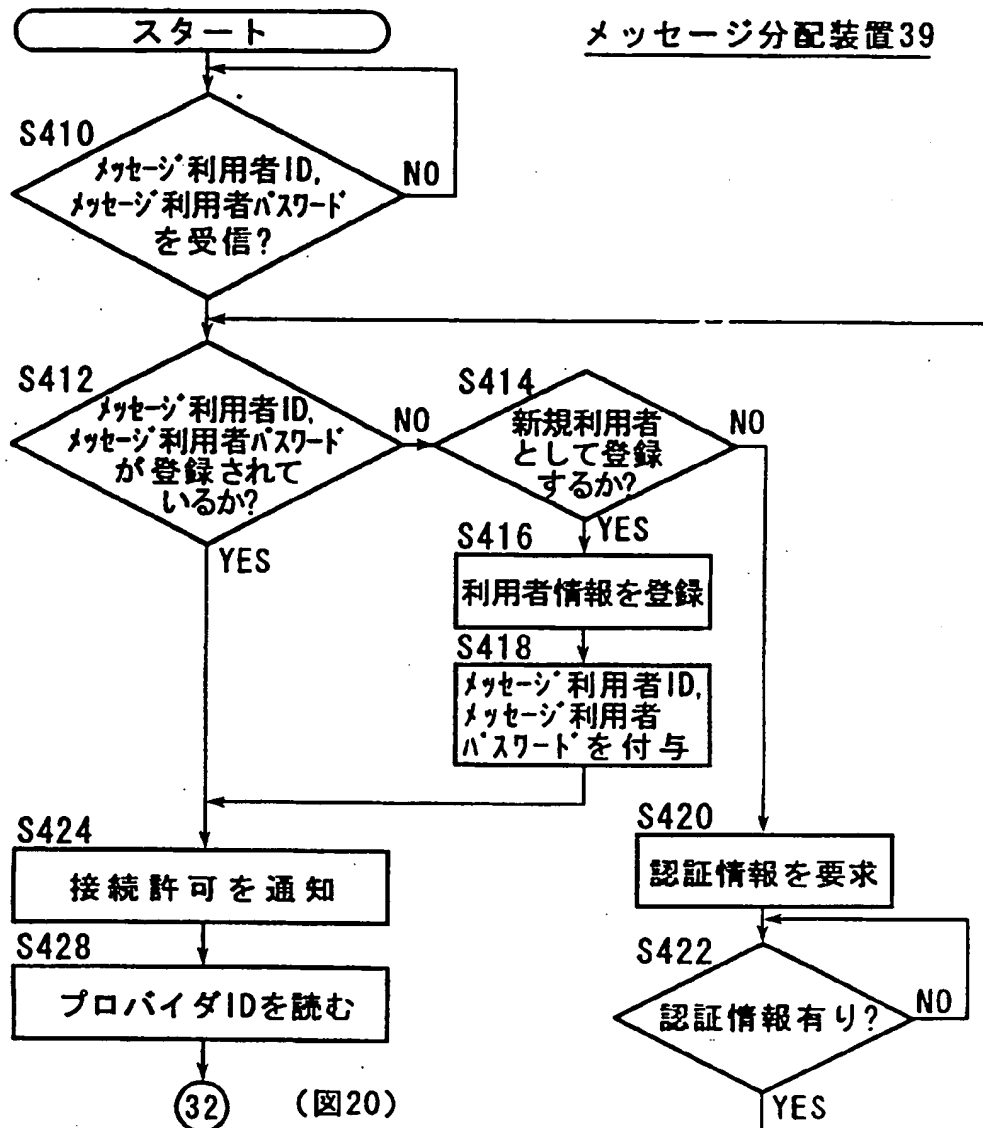 スタート
メッセージ分配装置39
S410
メッセージ利用者ID,
メッセージ利用者パスワード
を受信?
NO
S412
メッセージ利用者ID,
メッセージ利用者パスワード
が登録されて
いるか?
NO
YES
S414
新規利用者
として登録
するか?
NO
YES
S416
利用者情報を登録
S418
メッセージ利用者ID,
メッセージ利用者
パスワードを付与
S424
接続許可を通知
S428
プロバイダIDを読む
32
(図20)
S420
認証情報を要求
S422
認証情報有り?
NO
YES